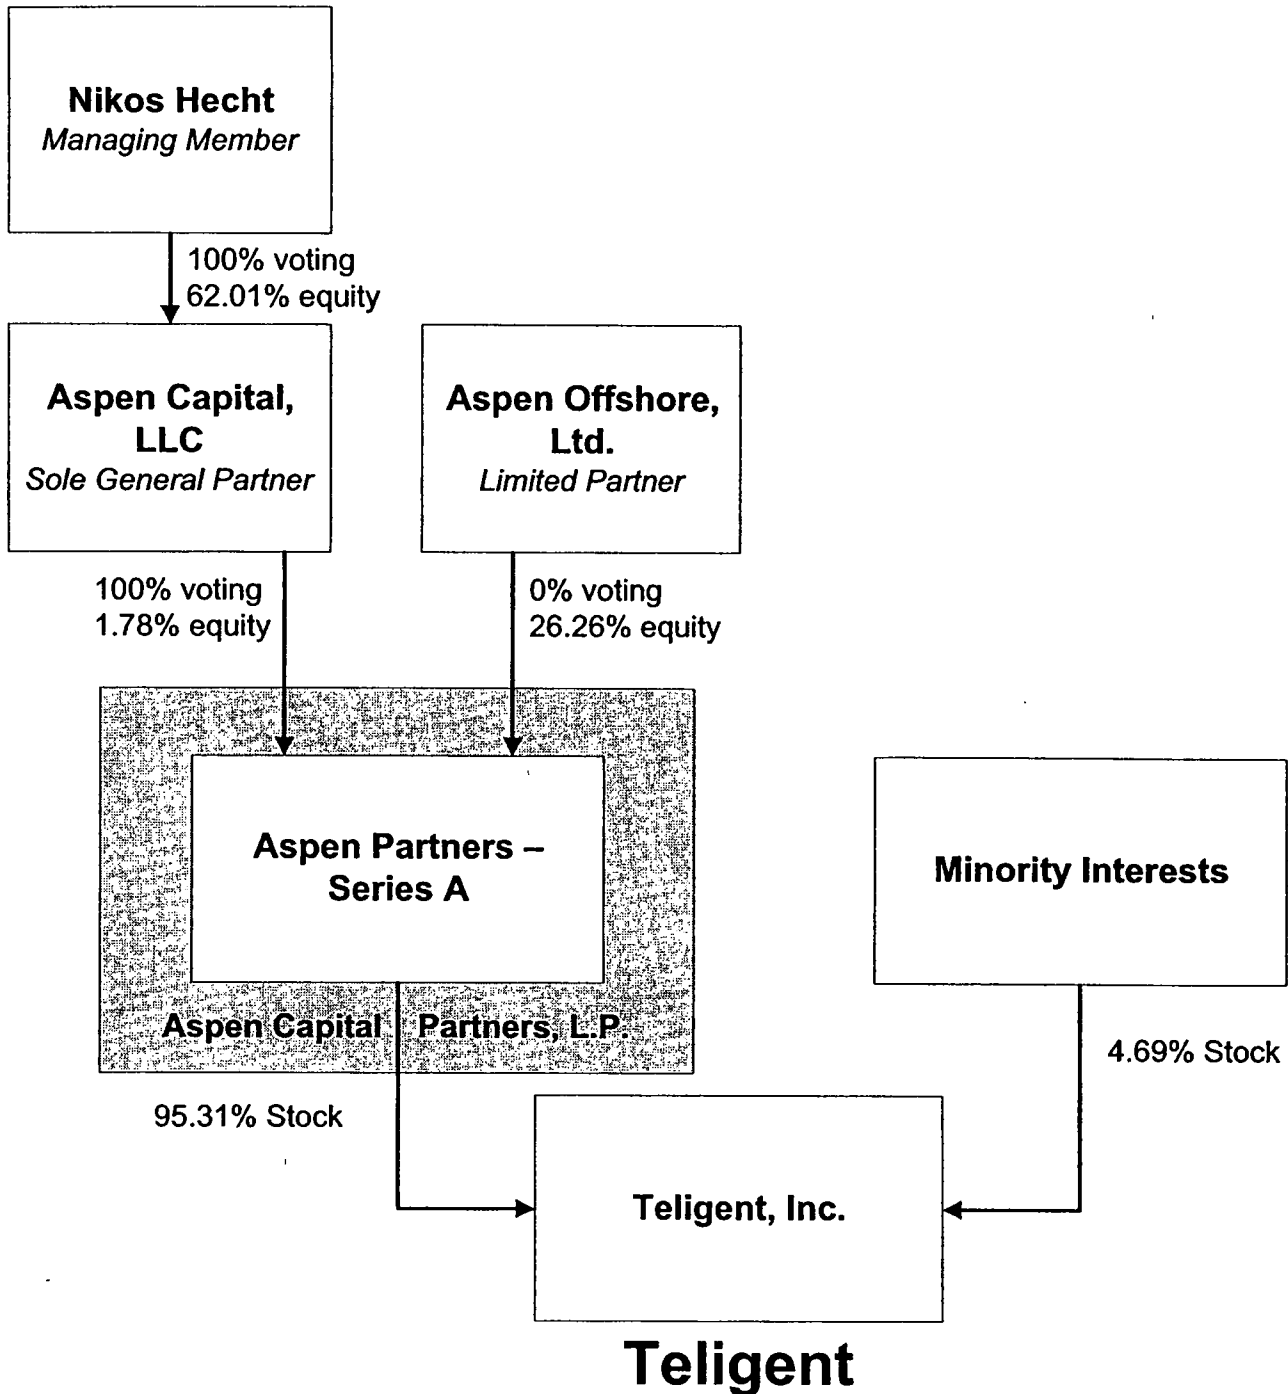 Nikos Hecht
Managing Member
100% voting
62.01% equity
Aspen Capital,
LLC
Sole General Partner
Aspen Offshore,
Ltd.
Limited Partner
100% voting
1.78% equity
0% voting
26.26% equity
Aspen Partners –
Series A
Aspen Capital Partners, L.P.
Minority Interests
95.31% Stock
4.69% Stock
Teligent, Inc.
Teligent